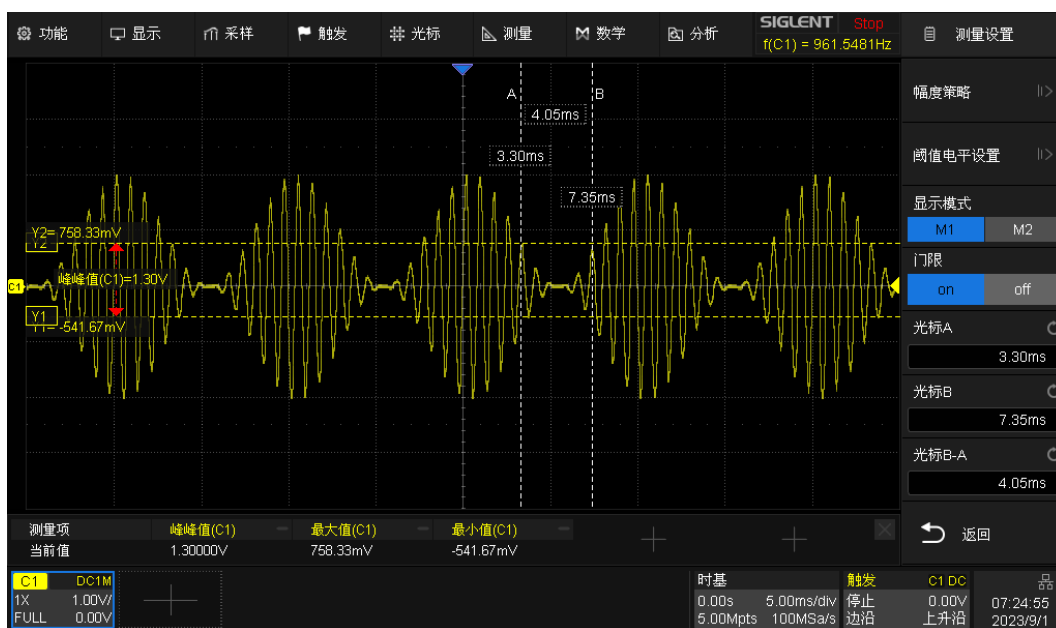 功能 显示 采样 触发 光标 测量 数学 分析
SIGLENT Stop
f(C1) = 961.5481Hz
测量设置
幅度策略
阈值电平设置
显示模式
M1 M2
门限
on off
光标A
3.30ms
光标B
7.35ms
光标B-A
4.05ms
返回
A B
4.05ms
3.30ms
7.35ms
Y2= 758.33mV
Y2
峰峰值(C1)=1.30V
C1
Y1
Y1= -541.67mV
测量项 峰峰值(C1) 最大值(C1) 最小值(C1)
当前值 1.30000V 758.33mV -541.67mV
C1 DC1M
1X 1.00V/
FULL 0.00V
时基
0.00s 5.00ms/div
5.00Mpts 100MSa/s
触发 C1 DC
停止 0.00V
边沿 上升沿
07:24:55
2023/9/1